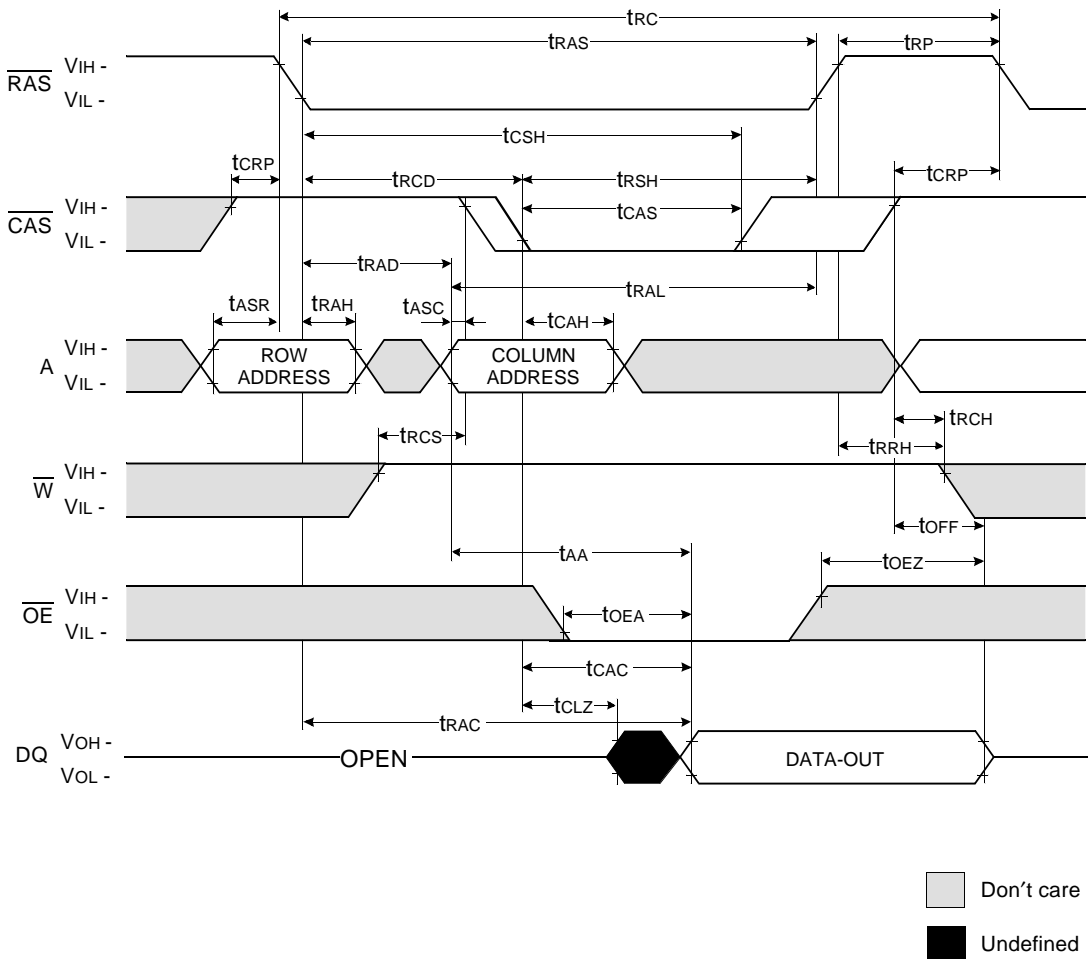 tRC
tRAS
tRP
RAS
VIH -
VIL -
tCSH
tCRP
tRCD
tRSH
tCRP
CAS
VIH -
VIL -
tCAS
tRAD
tRAL
tASR
tRAH
tASC
tCAH
A
VIH -
VIL -
ROW
ADDRESS
COLUMN
ADDRESS
tRCH
tRCS
tRRH
W
VIH -
VIL -
tOFF
tAA
tOEZ
OE
VIH -
VIL -
tOEA
tCAC
tCLZ
tRAC
DQ
VOH -
VOL -
OPEN
DATA-OUT
Don't care
Undefined